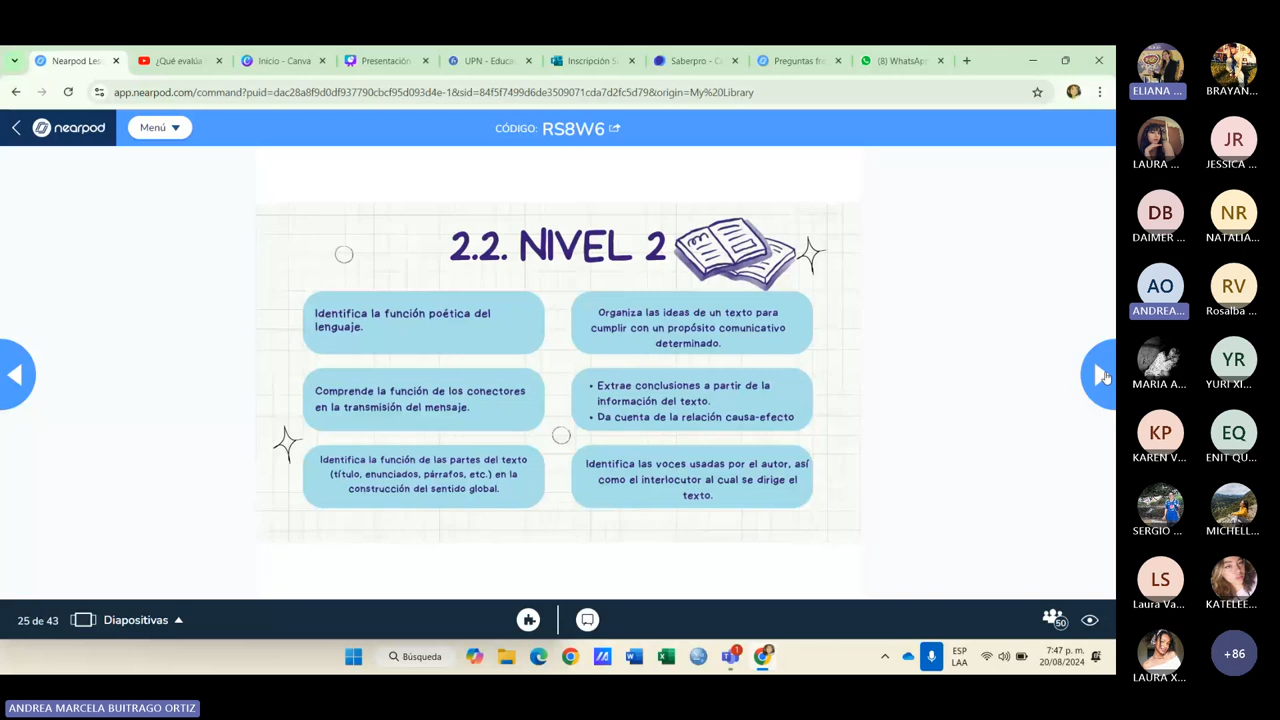 Nearpod Les
¿Qué evalúa
Inicio - Canva
Presentación
UPN - Educa
Inscripción S
Saberpro - C
Preguntas fre
(8) WhatsAp
app.nearpod.com/command?puid=dac28a8f9d0df937790cbcf95d093d4e-1&sid=84f5f7499d6de3509071cda7d2fc5d79&origin=My%20Library
nearpod
Menú
CÓDIGO: RS8W6
2.2. NIVEL 2
Identifica la función poética del
lenguaje.
Organiza las ideas de un texto para
cumplir con un propósito comunicativo
determinado.
Comprende la función de los conectores
en la transmisión del mensaje.
• Extrae conclusiones a partir de la
información del texto.
• Da cuenta de la relación causa-efecto
Identifica la función de las partes del texto
(título, enunciados, párrafos, etc.) en la
construcción del sentido global.
Identifica las voces usadas por el autor, así
como el interlocutor al cual se dirige el
texto.
25 de 43
Diapositivas
50
Búsqueda
1
ESP
LAA
7:47 p. m.
20/08/2024
ANDREA MARCELA BUITRAGO ORTIZ
ELIANA ...
BRAYAN...
LAURA ...
JR
JESSICA ...
DB
DAIMER ...
NR
NATALIA...
AO
ANDREA...
RV
Rosalba ...
MARIA A...
YR
YURI XI...
KP
KAREN V...
EQ
ENIT QU...
SERGIO ...
MICHELL...
LS
Laura Va...
KATELEE...
LAURA X...
+86